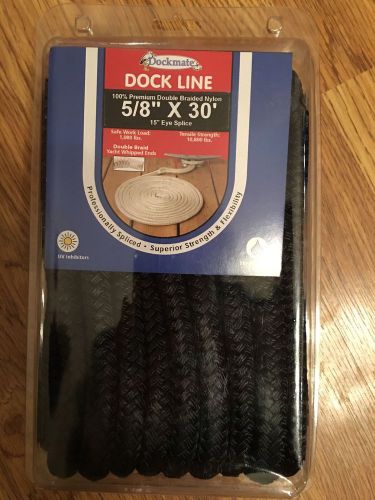 Dockmate
DOCK LINE
100% Premium Double Braided Nylon
5/8" X 30'
15" Eye Splice
Safe Work Load:
Tensile Strength:
Double Braid
Yacht Whipped Ends
Professionally Spliced • Superior Strength & Flexibility
UV Inhibitors